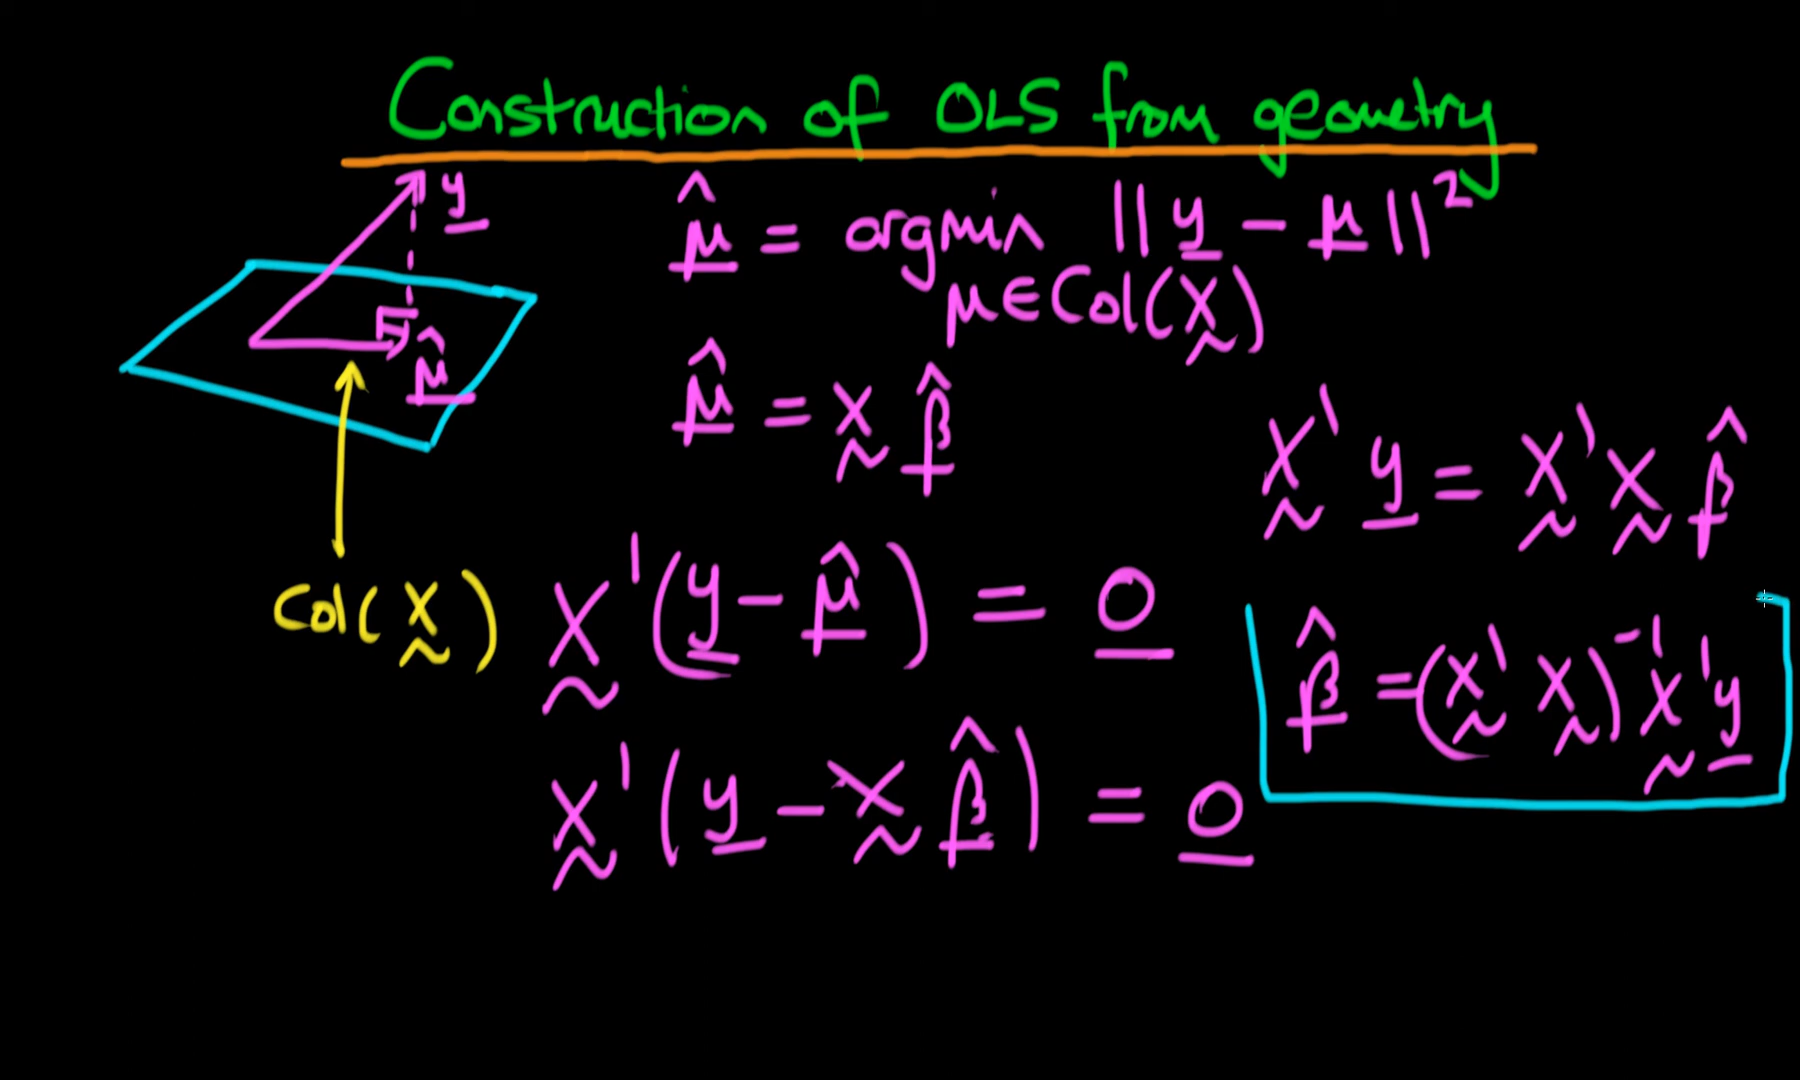 Construction of OLS from geometry
y
μ̂ = argmin ||y - μ||²
μ∈Col(X)
μ̂
μ̂ = Xβ̂
X'y = X'Xβ̂
Col(X)
X'(y - μ̂) = 0
β̂ = (X'X)⁻¹X'y
X'(y - Xβ̂) = 0